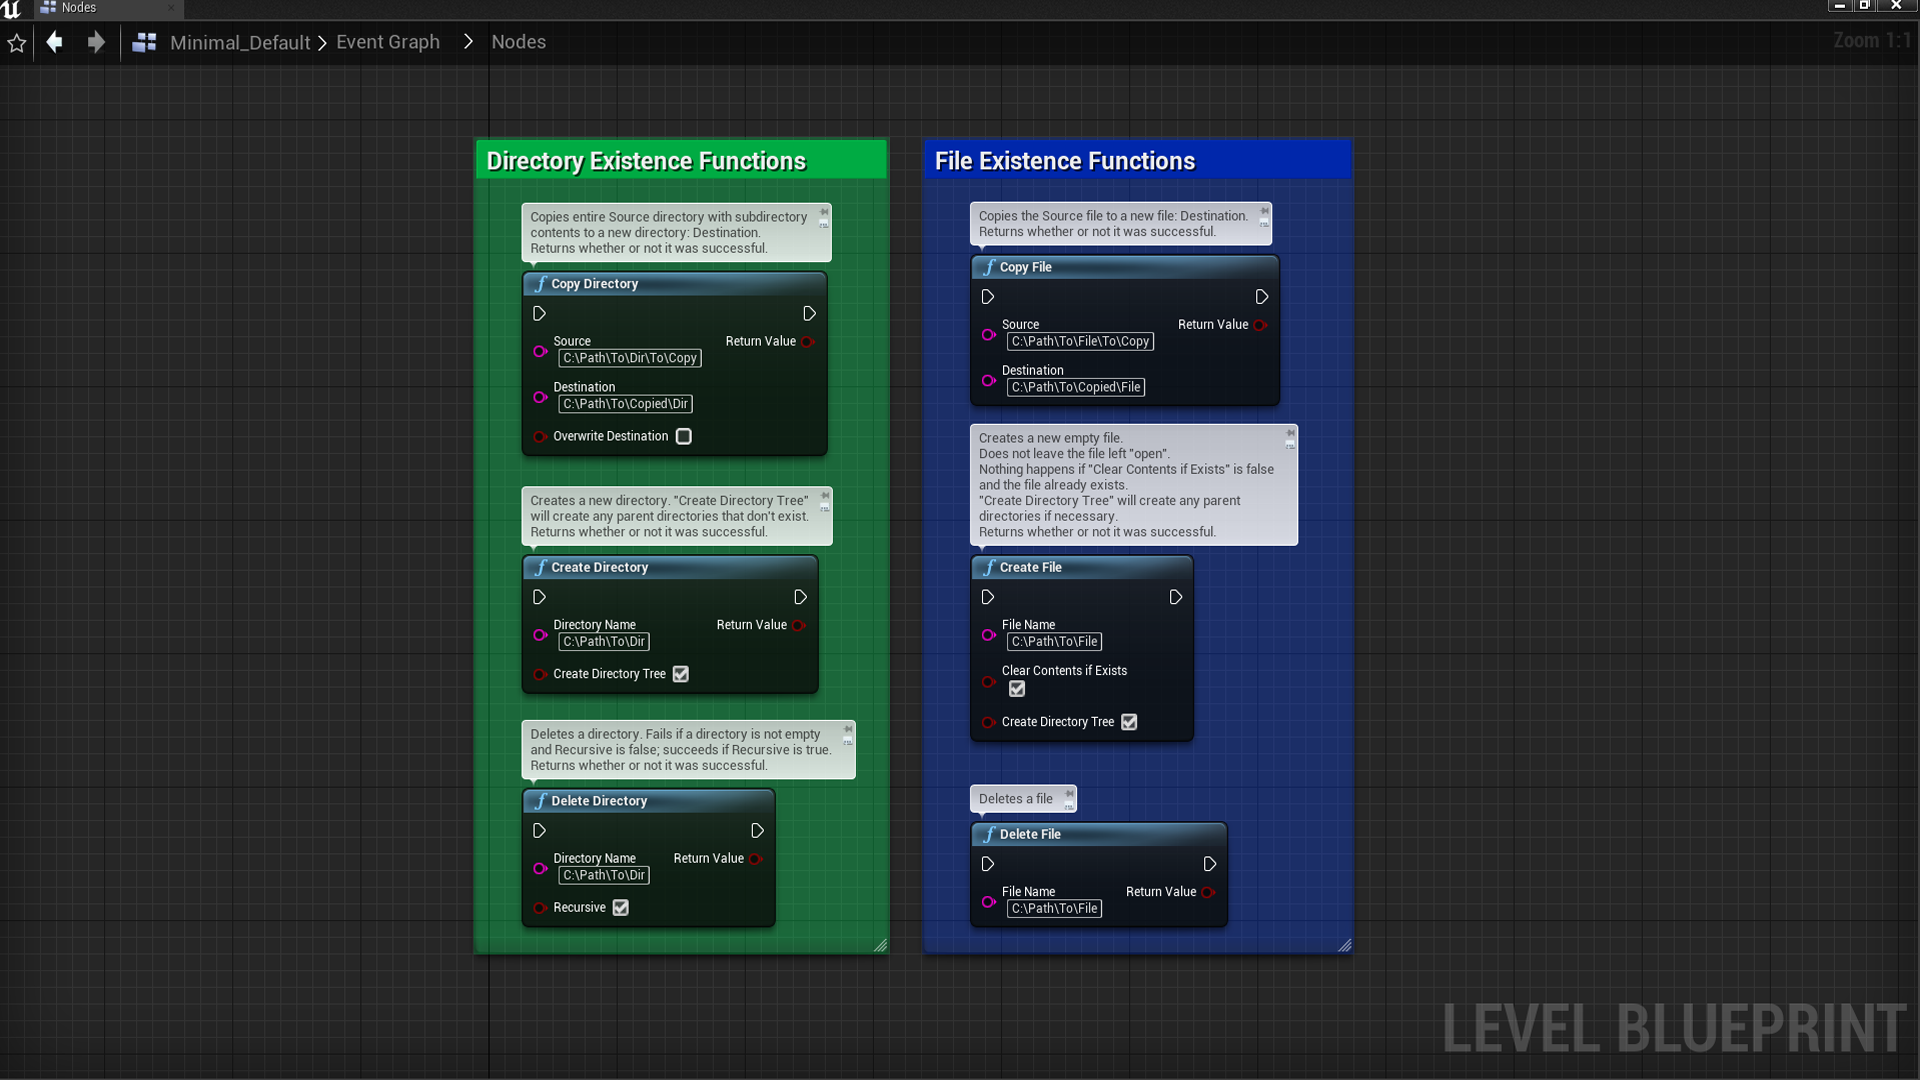 Nodes
Minimal_Default > Event Graph > Nodes
Zoom 1:1
Directory Existence Functions
Copies entire Source directory with subdirectory
contents to a new directory: Destination.
Returns whether or not it was successful.
Copy Directory
Source
Return Value
C:\Path\To\Dir\To\Copy
Destination
C:\Path\To\Copied\Dir
Overwrite Destination
Creates a new directory. "Create Directory Tree"
will create any parent directories that don't exist.
Returns whether or not it was successful.
Create Directory
Directory Name
Return Value
C:\Path\To\Dir
Create Directory Tree
Deletes a directory. Fails if a directory is not empty
and Recursive is false; succeeds if Recursive is true.
Returns whether or not it was successful.
Delete Directory
Directory Name
Return Value
C:\Path\To\Dir
Recursive
File Existence Functions
Copies the Source file to a new file: Destination.
Returns whether or not it was successful.
Copy File
Source
Return Value
C:\Path\To\File\To\Copy
Destination
C:\Path\To\Copied\File
Creates a new empty file.
Does not leave the file left "open".
Nothing happens if "Clear Contents if Exists" is false
and the file already exists.
"Create Directory Tree" will create any parent
directories if necessary.
Returns whether or not it was successful.
Create File
File Name
C:\Path\To\File
Clear Contents if Exists
Create Directory Tree
Deletes a file
Delete File
File Name
Return Value
C:\Path\To\File
LEVEL BLUEPRINT